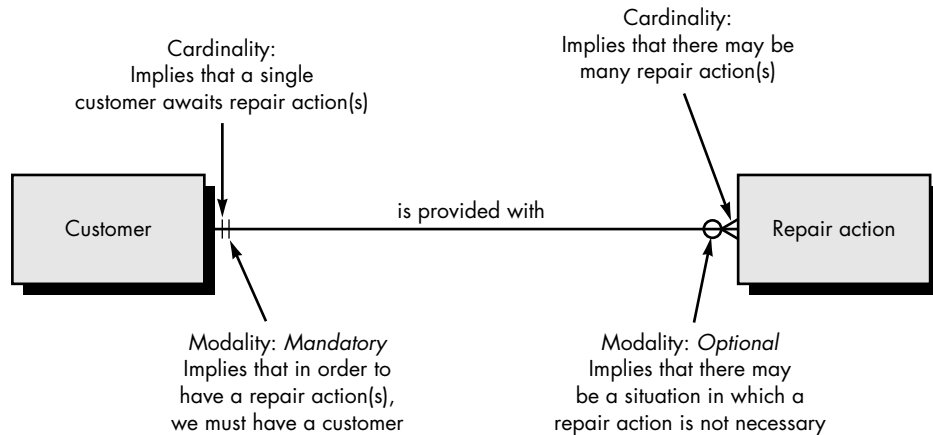 Cardinality:
Implies that a single
customer awaits repair action(s)
Cardinality:
Implies that there may be
many repair action(s)
Customer
is provided with
Repair action
Modality: Mandatory
Implies that in order to
have a repair action(s),
we must have a customer
Modality: Optional
Implies that there may
be a situation in which a
repair action is not necessary